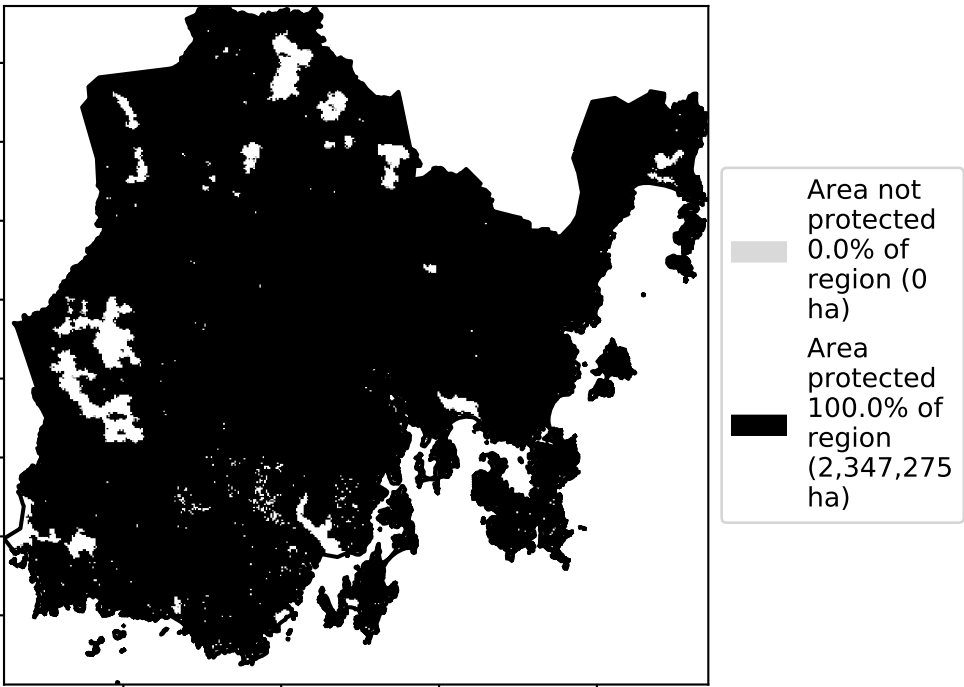 Area not
protected
0.0% of
region (0
ha)
Area
protected
100.0% of
region
(2,347,275
ha)